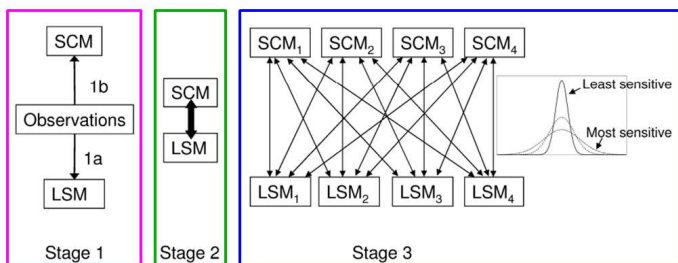 SCM
1b
Observations
1a
LSM
Stage 1
SCM
LSM
Stage 2
SCM₁ SCM₂ SCM₃ SCM₄
LSM₁ LSM₂ LSM₃ LSM₄
Least sensitive
Most sensitive
Stage 3